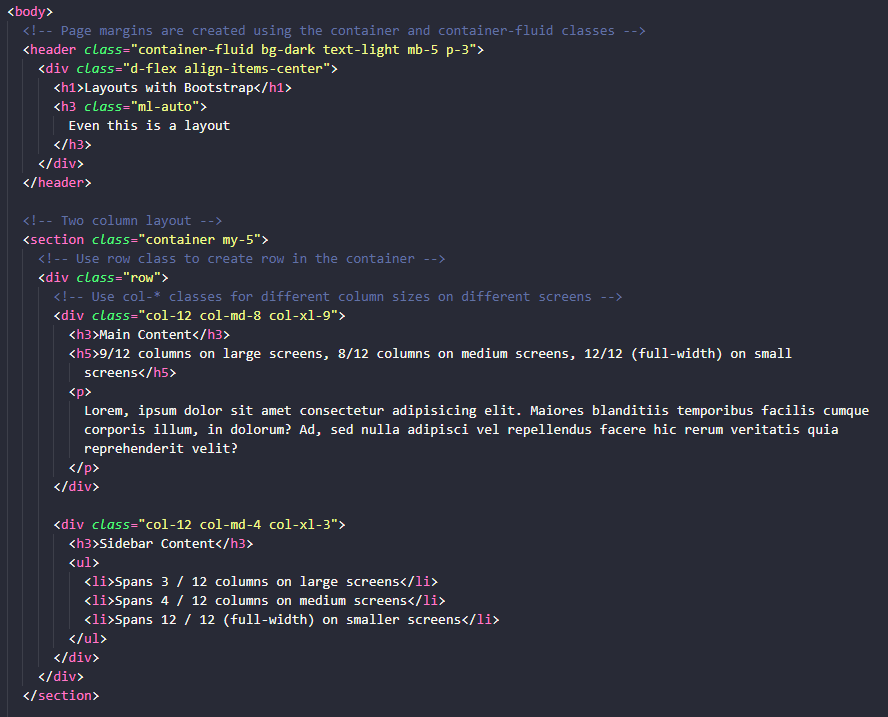 <body>
<!-- Page margins are created using the container and container-fluid classes -->
<header class="container-fluid bg-dark text-light mb-5 p-3">
<div class="d-flex align-items-center">
<h1>Layouts with Bootstrap</h1>
<h3 class="ml-auto">
Even this is a layout
</h3>
</div>
</header>
<!-- Two column layout -->
<section class="container my-5">
<!-- Use row class to create row in the container -->
<div class="row">
<!-- Use col-* classes for different column sizes on different screens -->
<div class="col-12 col-md-8 col-xl-9">
<h3>Main Content</h3>
<h5>9/12 columns on large screens, 8/12 columns on medium screens, 12/12 (full-width) on small
screens</h5>
<p>
Lorem, ipsum dolor sit amet consectetur adipisicing elit. Maiores blanditiis temporibus facilis cumque
corporis illum, in dolorum? Ad, sed nulla adipisci vel repellendus facere hic rerum veritatis quia
reprehenderit velit?
</p>
</div>
<div class="col-12 col-md-4 col-xl-3">
<h3>Sidebar Content</h3>
<ul>
<li>Spans 3 / 12 columns on large screens</li>
<li>Spans 4 / 12 columns on medium screens</li>
<li>Spans 12 / 12 (full-width) on smaller screens</li>
</ul>
</div>
</div>
</section>